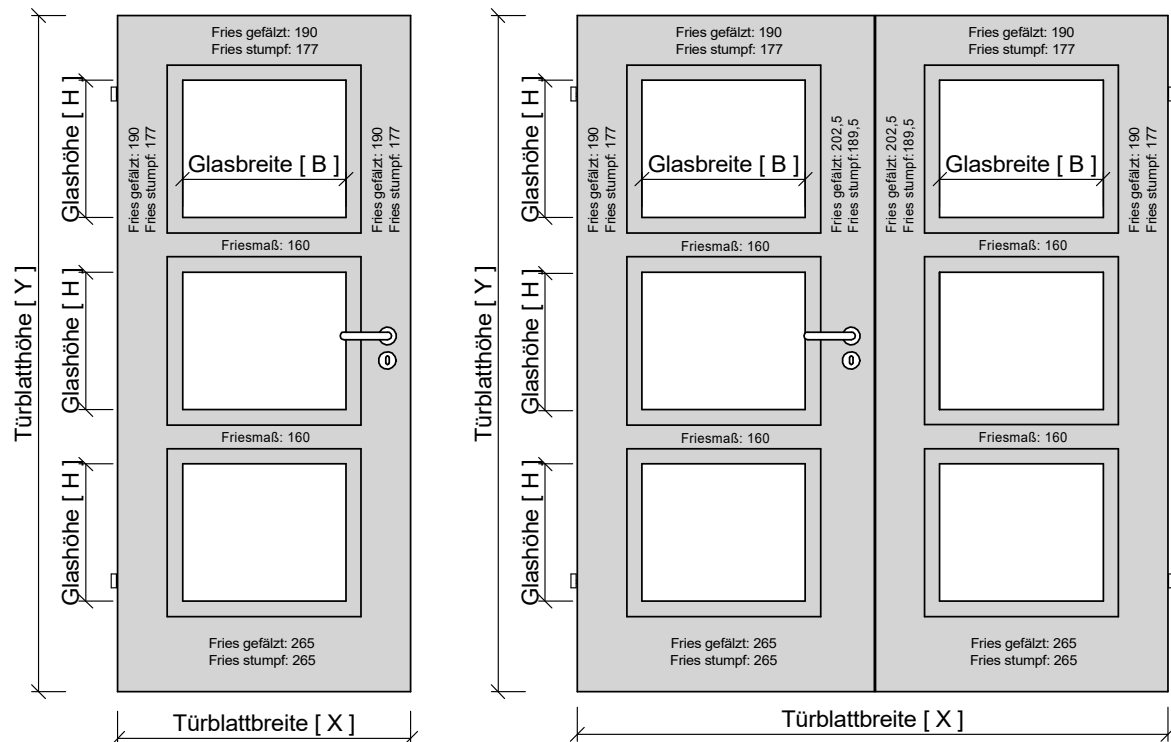 Fries gefälzt: 190
Fries stumpf: 177
Glashöhe [ H ]
Fries gefälzt: 190
Fries stumpf: 177
Glasbreite [ B ]
Fries gefälzt: 190
Fries stumpf: 177
Friesmaß: 160
Türblatthöhe [ Y ]
Glashöhe [ H ]
Friesmaß: 160
Glashöhe [ H ]
Fries gefälzt: 265
Fries stumpf: 265
Türblattbreite [ X ]
Fries gefälzt: 190
Fries stumpf: 177
Fries gefälzt: 190
Fries stumpf: 177
Glashöhe [ H ]
Fries gefälzt: 190
Fries stumpf: 177
Glasbreite [ B ]
Fries gefälzt: 202,5
Fries stumpf:189,5
Fries gefälzt: 202,5
Fries stumpf:189,5
Glasbreite [ B ]
Fries gefälzt: 190
Fries stumpf: 177
Friesmaß: 160
Friesmaß: 160
Türblatthöhe [ Y ]
Glashöhe [ H ]
Friesmaß: 160
Friesmaß: 160
Glashöhe [ H ]
Fries gefälzt: 265
Fries stumpf: 265
Fries gefälzt: 265
Fries stumpf: 265
Türblattbreite [ X ]